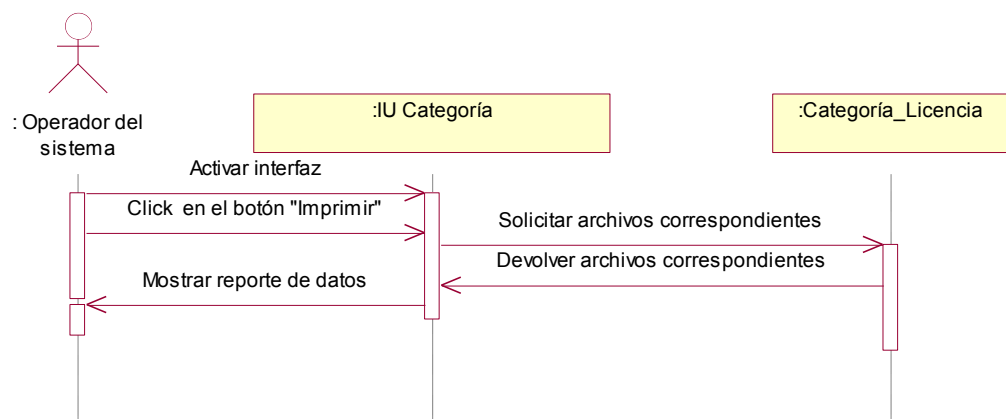 : Operador del
sistema
:IU Categoría
:Categoría_Licencia
Activar interfaz
Click en el botón "Imprimir"
Solicitar archivos correspondientes
Devolver archivos correspondientes
Mostrar reporte de datos